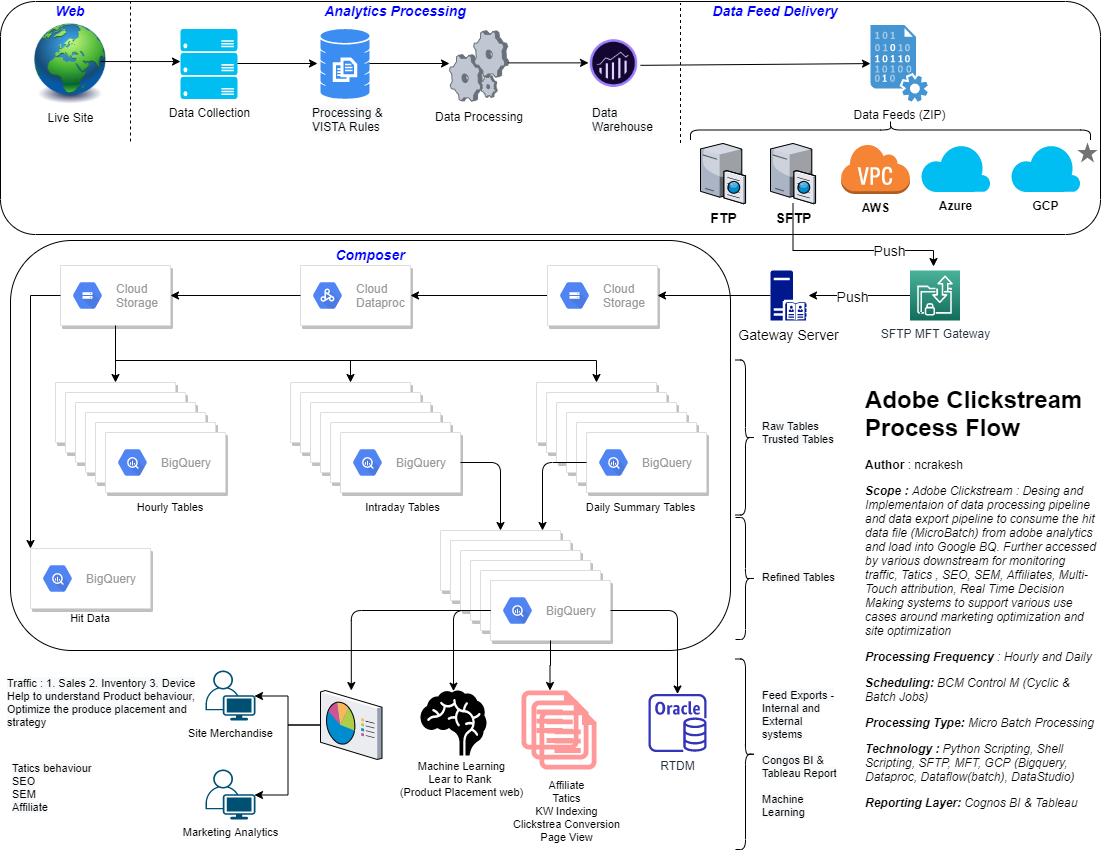 Web
Analytics Processing
Data Feed Delivery
Live Site
Data Collection
Processing &
VISTA Rules
Data Processing
Data
Warehouse
101
01010
10110
10100
010
Data Feeds (ZIP)
FTP
SFTP
VPC
AWS
Azure
GCP
Push
Push
Gateway Server
SFTP MFT Gateway
Composer
Cloud
Storage
Cloud
Dataproc
Cloud
Storage
BigQuery
Hourly Tables
BigQuery
Intraday Tables
BigQuery
Daily Summary Tables
Raw Tables
Trusted Tables
BigQuery
Hit Data
BigQuery
Refined Tables
Adobe Clickstream
Process Flow
Author : ncrakesh
Scope : Adobe Clickstream : Desing and
Implementaion of data processing pipeline
and data export pipeline to consume the hit
data file (MicroBatch) from adobe analytics
and load into Google BQ. Further accessed
by various downstream for monitoring
traffic, Tatics , SEO, SEM, Affiliates, Multi-
Touch attribution, Real Time Decision
Making systems to support various use
cases around marketing optimization and
site optimization
Processing Frequency : Hourly and Daily
Scheduling: BCM Control M (Cyclic &
Batch Jobs)
Processing Type: Micro Batch Processing
Technology : Python Scripting, Shell
Scripting, SFTP, MFT, GCP (Bigquery,
Dataproc, Dataflow(batch), DataStudio)
Reporting Layer: Cognos BI & Tableau
Traffic : 1. Sales 2. Inventory 3. Device
Help to understand Product behaviour,
Optimize the produce placement and
strategy
Site Merchandise
Tatics behaviour
SEO
SEM
Affiliate
Marketing Analytics
Machine Learning
Lear to Rank
(Product Placement web)
Affiliate
Tatics
KW Indexing
Clickstrea Conversion
Page View
Oracle
RTDM
Feed Exports -
Internal and
External
systems
Congos BI &
Tableau Report
Machine
Learning